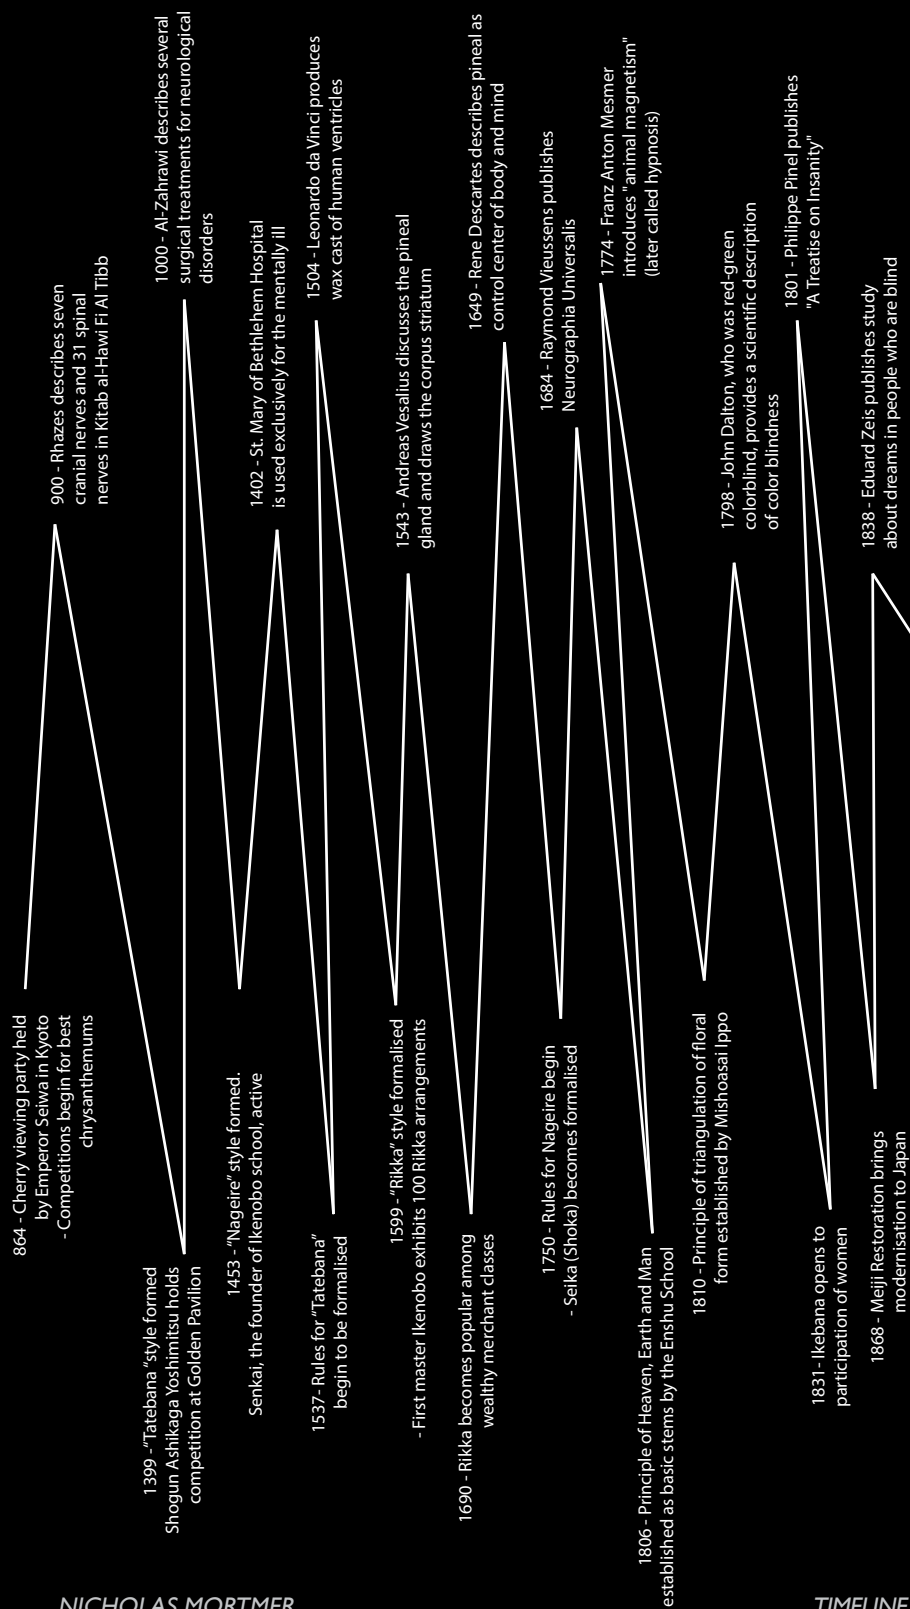 864 - Cherry viewing party held
by Emperor Seiwa in Kyoto
- Competitions begin for best
chrysanthemums
900 - Rhazes describes seven
cranial nerves and 31 spinal
nerves in Kitab al-Hawi Fi Al Tibb
1399 -"Tatebana "style formed
Shogun Ashikaga Yoshimitsu holds
competition at Golden Pavilion
1000 - Al-Zahrawi describes several
surgical treatments for neurological
disorders
1453 - "Nageire" style formed.
Senkai, the founder of Ikenobo school, active
1402 - St. Mary of Bethlehem Hospital
is used exclusively for the mentally ill
1537- Rules for "Tatebana"
begin to be formalised
1504 - Leonardo da Vinci produces
wax cast of human ventricles
1599 - "Rikka" style formalised
- First master Ikenobo exhibits 100 Rikka arrangements
1543 - Andreas Vesalius discusses the pineal
gland and draws the corpus striatum
1690 - Rikka becomes popular among
wealthy merchant classes
1649 - Rene Descartes describes pineal as
control center of body and mind
1750 - Rules for Nageire begin
- Seika (Shoka) becomes formalised
1684 - Raymond Vieussens publishes
Neurographia Universalis
1806 - Principle of Heaven, Earth and Man
established as basic stems by the Enshu School
1774 - Franz Anton Mesmer
introduces "animal magnetism"
(later called hypnosis)
1810 - Principle of triangulation of floral
form established by Mishoasai Ippo
1798 - John Dalton, who was red-green
colorblind, provides a scientific description
of color blindness
1831- Ikebana opens to
participation of women
1801 - Philippe Pinel publishes
"A Treatise on Insanity"
1868 - Meiji Restoration brings
modernisation to Japan
1838 - Eduard Zeis publishes study
about dreams in people who are blind
NICHOLAS MORTMER
TIMELINE